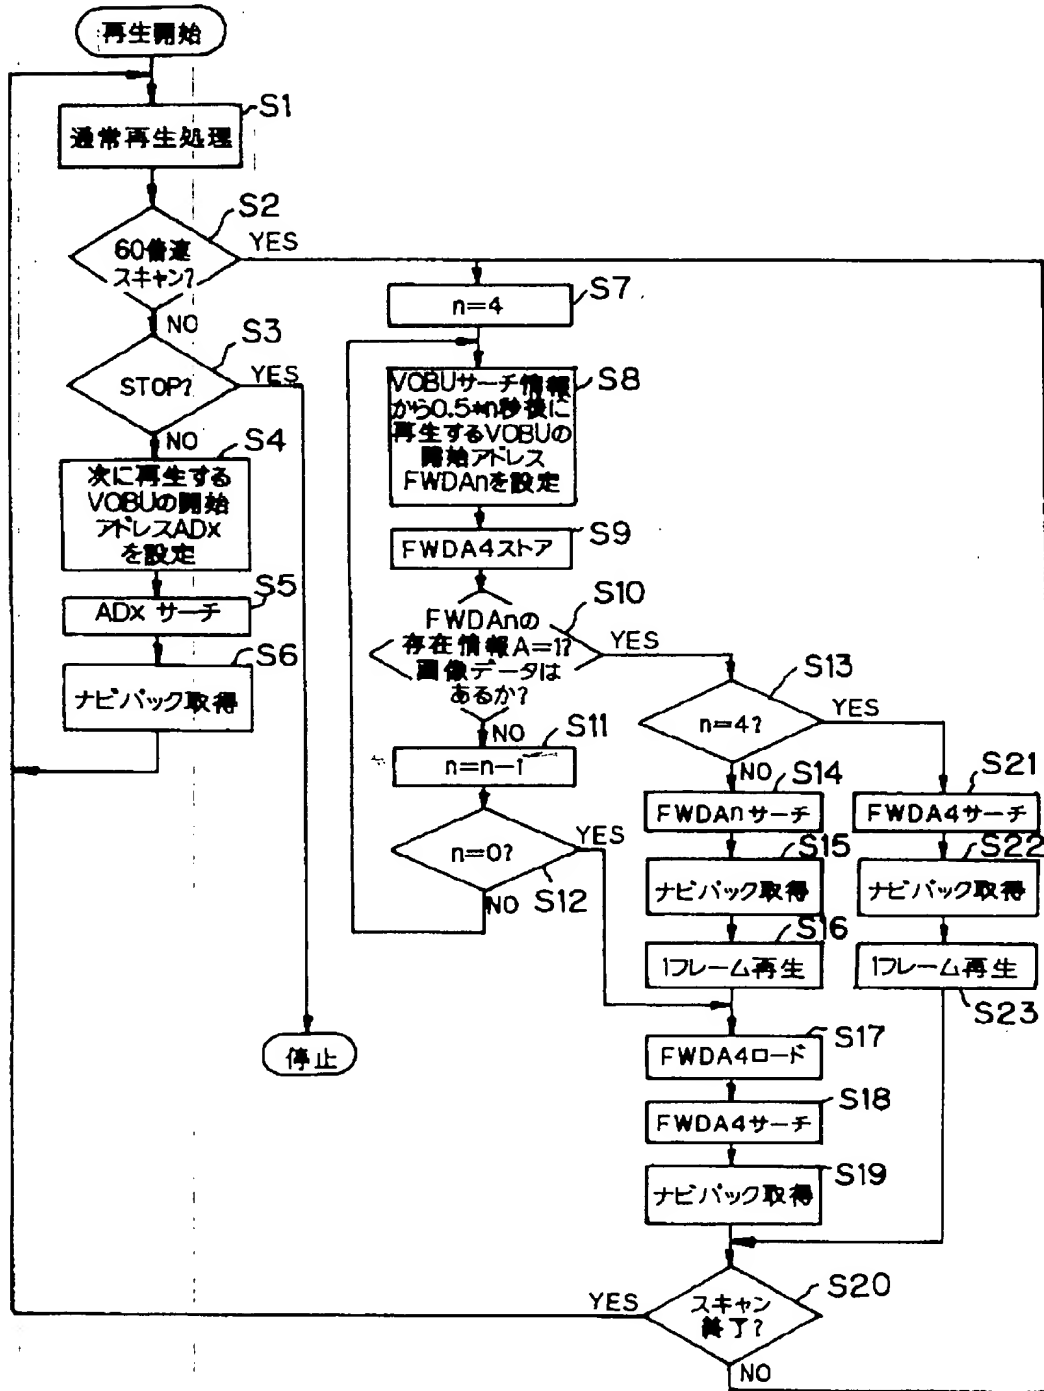 再生開始
S1
通常再生処理
S2
60倍速
スキャン?
YES
NO
S3
STOP?
YES
NO
S4
次に再生する
VOBUの開始
アドレスADx
を設定
S5
ADx サーチ
S6
ナビパック取得
停止
S7
n=4
S8
VOBUサーチ情報
から0.5*n秒後に
再生するVOBUの
開始アドレス
FWDAnを設定
S9
FWDA4ストア
S10
FWDAnの
存在情報A=1?
画像データは
あるか?
YES
NO
S11
n=n-1
n=0?
YES
S12
NO
S13
n=4?
YES
NO
S14
FWDAnサーチ
S15
ナビパック取得
S16
1フレーム再生
S21
FWDA4サーチ
S22
ナビパック取得
1フレーム再生
S23
S17
FWDA4ロード
S18
FWDA4サーチ
S19
ナビパック取得
S20
スキャン
終了?
YES
NO